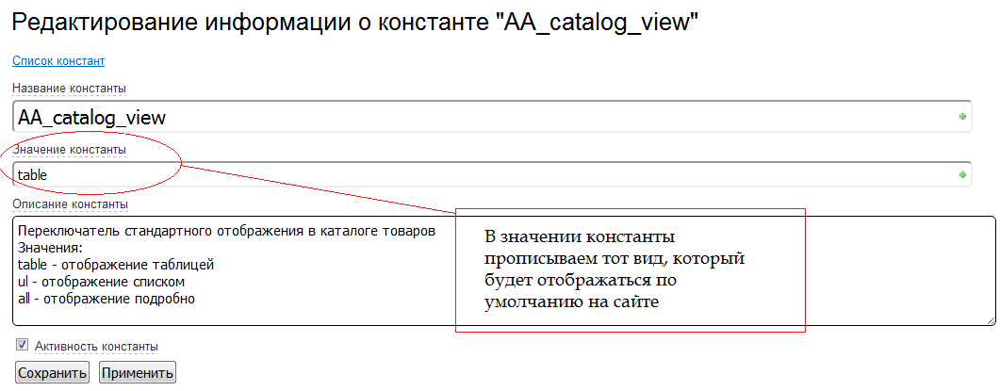 Редактирование информации о константе "AA_catalog_view"
Список констант
Название константы
AA_catalog_view
Значение константы
table
Описание константы
Переключатель стандартного отображения в каталоге товаров
Значения:
table - отображение таблицей
ul - отображение списком
all - отображение подробно
В значении константы
прописываем тот вид, который
будет отображаться по
умолчанию на сайте
Активность константы
Сохранить Применить